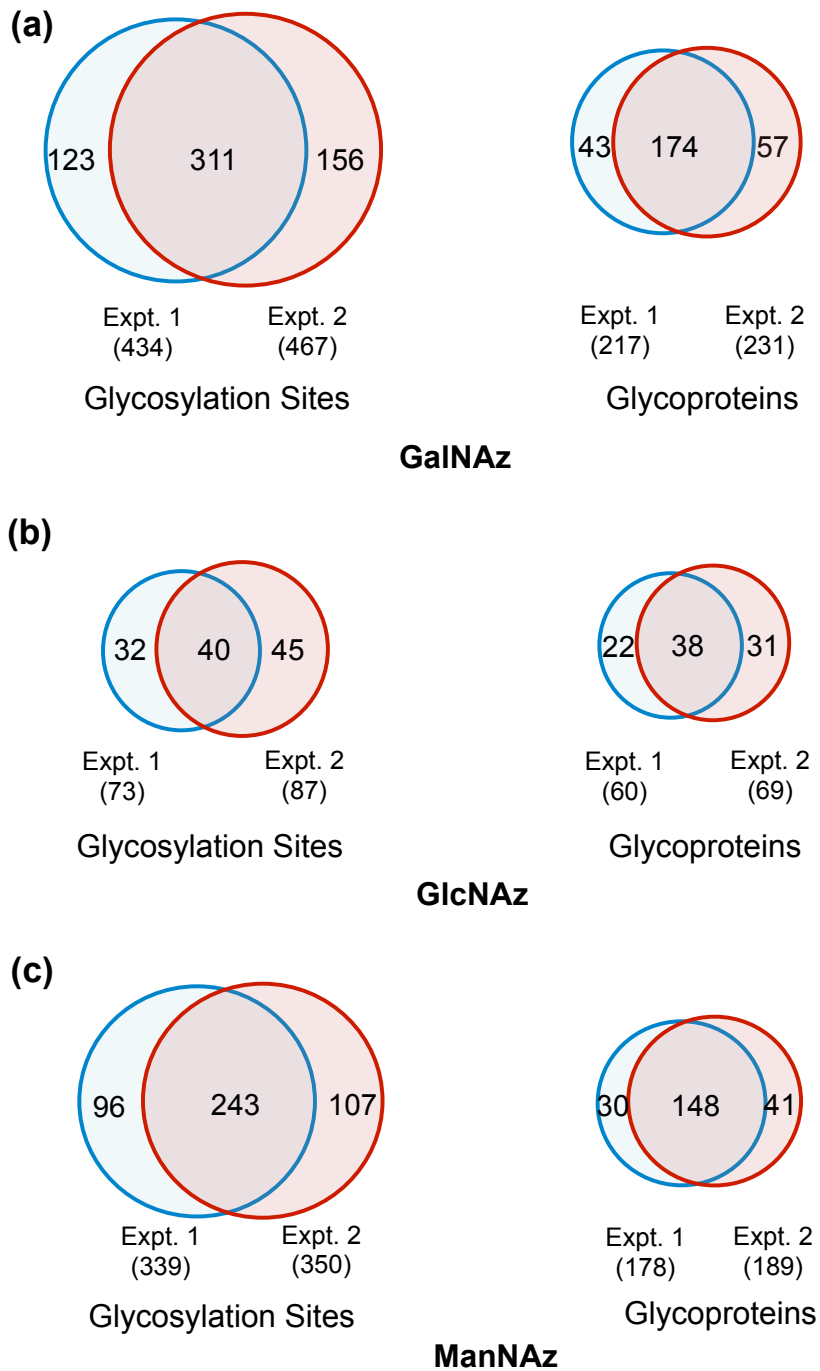 (a)
123 311 156 43 174 57
Expt. 1 Expt. 2 Expt. 1 Expt. 2
(434) (467) (217) (231)
Glycosylation Sites Glycoproteins
GalNAz
(b)
32 40 45 22 38 31
Expt. 1 Expt. 2 Expt. 1 Expt. 2
(73) (87) (60) (69)
Glycosylation Sites Glycoproteins
GlcNAz
(c)
96 243 107 30 148 41
Expt. 1 Expt. 2 Expt. 1 Expt. 2
(339) (350) (178) (189)
Glycosylation Sites Glycoproteins
ManNAz